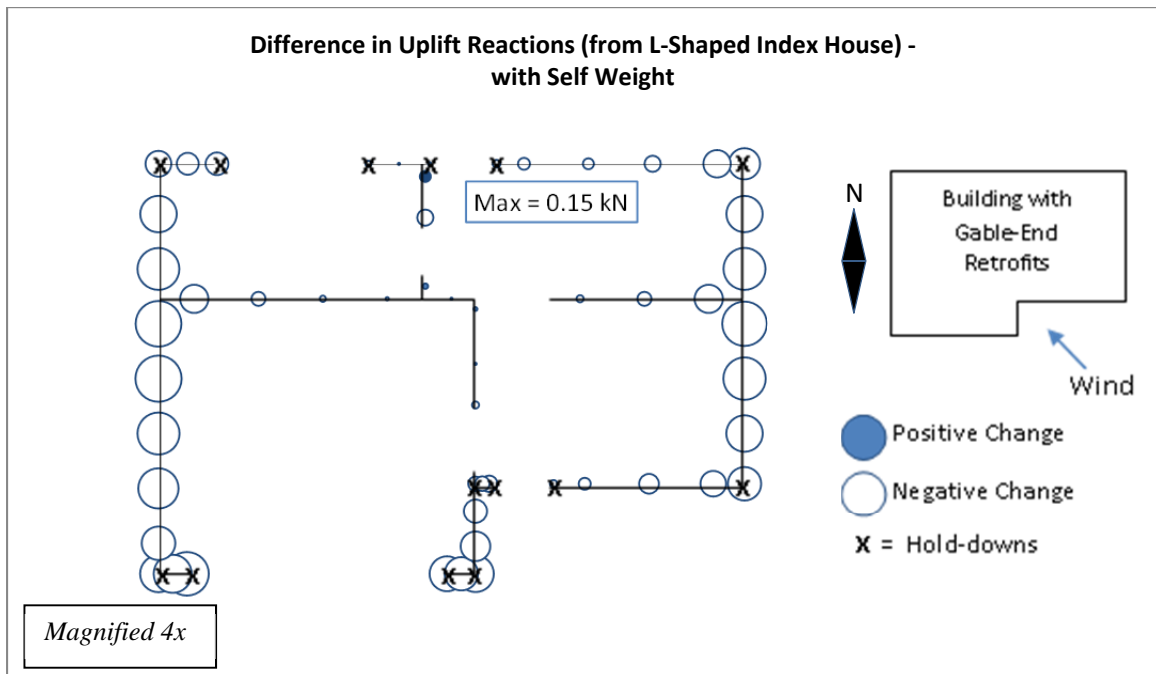 Difference in Uplift Reactions (from L-Shaped Index House) -
with Self Weight
X X X X X X
Max = 0.15 kN
N
Building with
Gable-End
Retrofits
Wind
Positive Change
Negative Change
X = Hold-downs
X X X X
X X X X
Magnified 4x